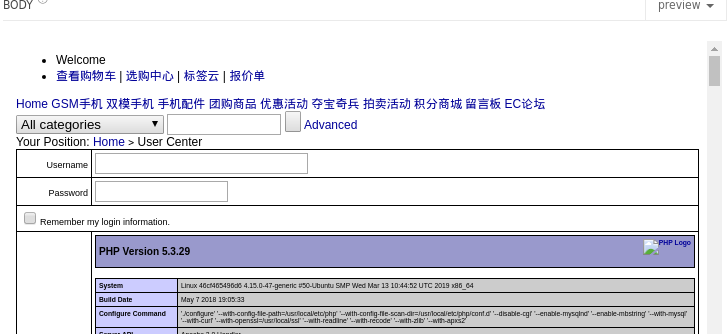 BODY
preview
Welcome
查看购物车 | 选购中心 | 标签云 | 报价单
Home GSM手机 双模手机 手机配件 团购商品 优惠活动 夺宝奇兵 拍卖活动 积分商城 留言板 EC论坛
All categories Advanced
Your Position: Home > User Center
Username
Password
Remember my login information.
PHP Version 5.3.29 PHP Logo
System Linux 46cf465496d6 4.15.0-47-generic #50-Ubuntu SMP Wed Mar 13 10:44:52 UTC 2019 x86_64
Build Date May 7 2018 19:05:33
Configure Command './configure' '--with-config-file-path=/usr/local/etc/php' '--with-config-file-scan-dir=/usr/local/etc/php/conf.d' '--disable-cgi' '--enable-mysqlnd' '--enable-mbstring' '--with-mysql'
'--with-curl' '--with-openssl=/usr/local/ssl' '--with-readline' '--with-recode' '--with-zlib' '--with-apxs2'